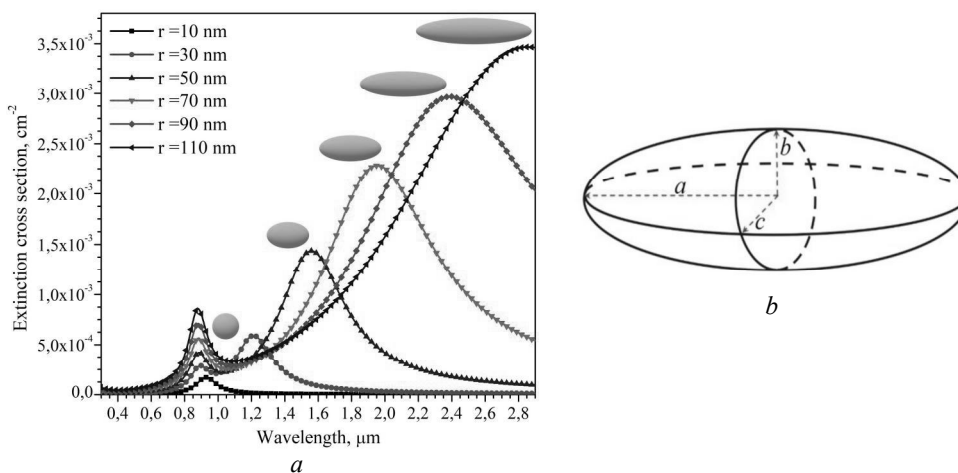 r =10 nm
r =30 nm
r =50 nm
r =70 nm
r =90 nm
r =110 nm
3,5x10⁻³
3,0x10⁻³
2,5x10⁻³
2,0x10⁻³
1,5x10⁻³
1,0x10⁻³
5,0x10⁻⁴
0,0
Extinction cross section, cm⁻²
0,4 0,6 0,8 1,0 1,2 1,4 1,6 1,8 2,0 2,2 2,4 2,6 2,8
Wavelength, μm
a
b
a
c
b